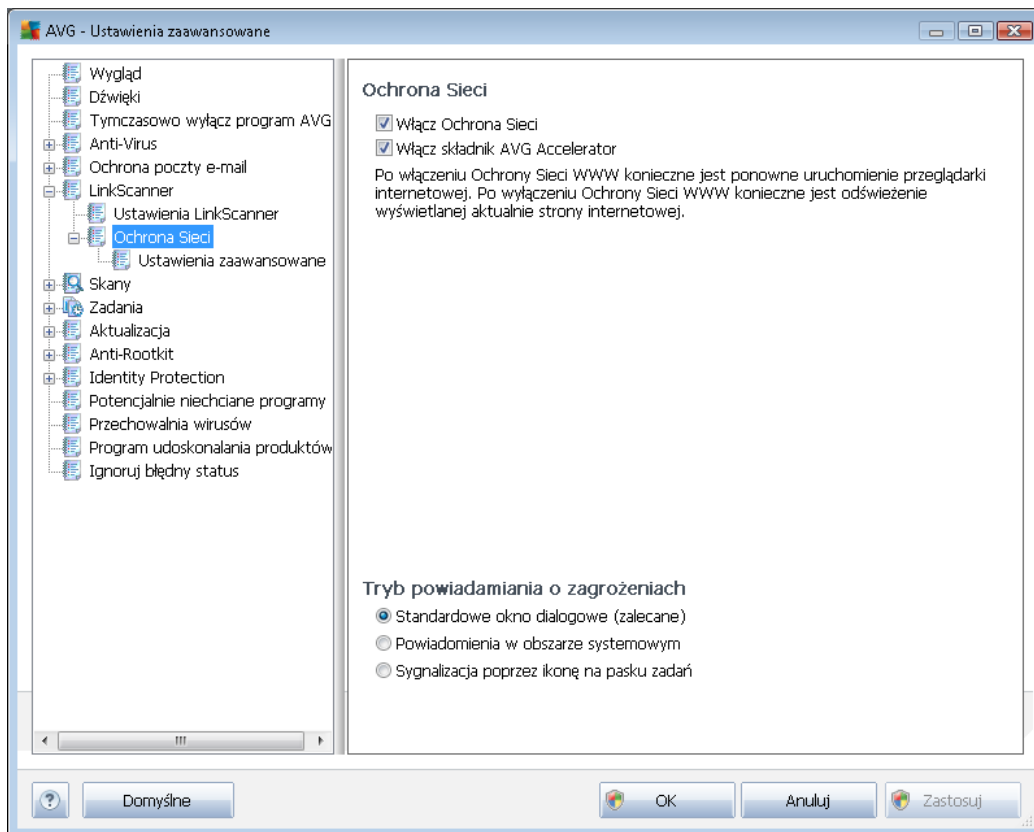 AVG - Ustawienia zaawansowane
Wygląd
Dźwięki
Tymczasowo wyłącz program AVG
Anti-Virus
Ochrona poczty e-mail
LinkScanner
Ustawienia LinkScanner
Ochrona Sieci
Ustawienia zaawansowane
Skany
Zadania
Aktualizacja
Anti-Rootkit
Identity Protection
Potencjalnie niechciane programy
Przechowalnia wirusów
Program udoskonalania produktów
Ignoruj błędny status
Ochrona Sieci
Włącz Ochrona Sieci
Włącz składnik AVG Accelerator
Po włączeniu Ochrony Sieci WWW konieczne jest ponowne uruchomienie przeglądarki
internetowej. Po wyłączeniu Ochrony Sieci WWW konieczne jest odświeżenie
wyświetlanej aktualnie strony internetowej.
Tryb powiadamiania o zagrożeniach
Standardowe okno dialogowe (zalecane)
Powiadomienia w obszarze systemowym
Sygnalizacja poprzez ikonę na pasku zadań
? Domyślne OK Anuluj Zastosuj